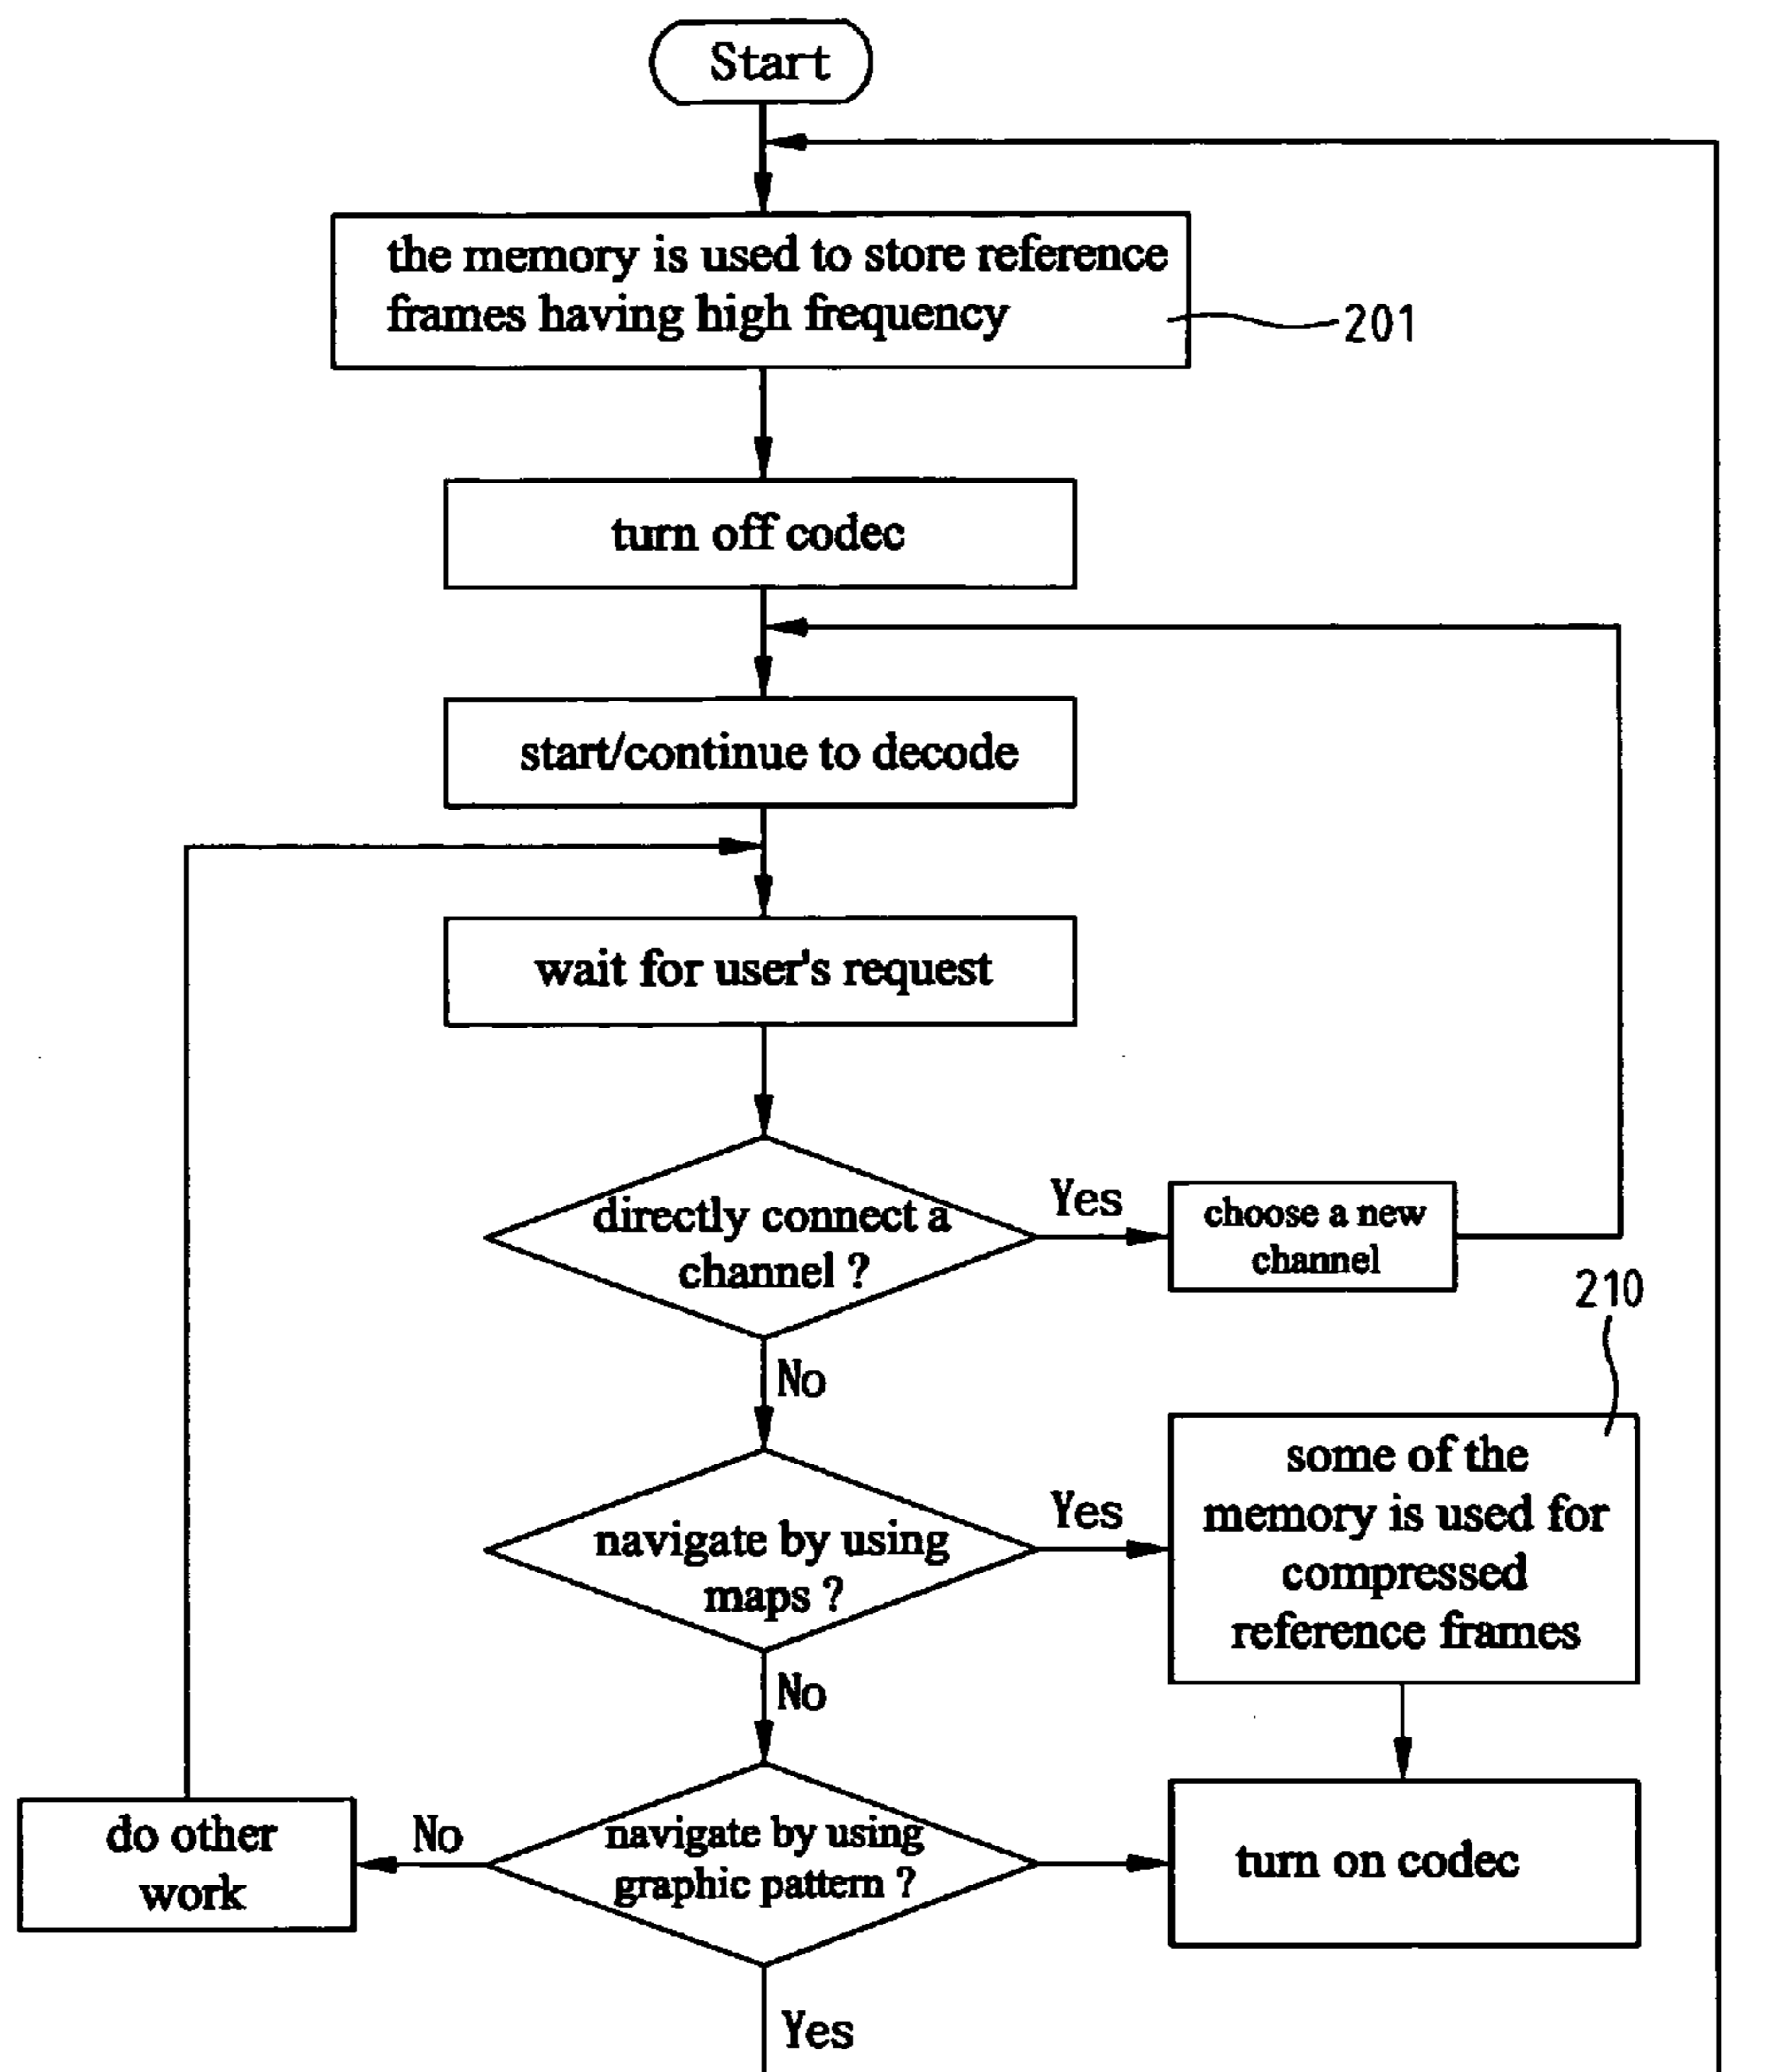 Start
the memory is used to store reference
frames having high frequency
201
turn off codec
start/continue to decode
wait for user's request
directly connect a
channel ?
Yes
choose a new
channel
210
No
navigate by using
maps ?
Yes
some of the
memory is used for
compressed
reference frames
No
navigate by using
graphic pattern ?
No
do other
work
turn on codec
Yes